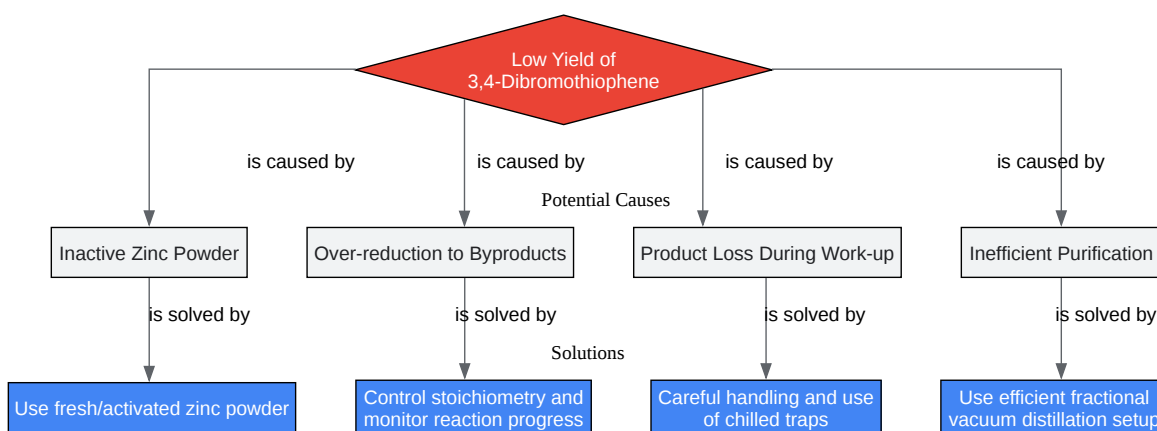 Low Yield of
3,4-Dibromothiophene
is caused by
is caused by
is caused by
is caused by
Potential Causes
Inactive Zinc Powder
Over-reduction to Byproducts
Product Loss During Work-up
Inefficient Purification
is solved by
is solved by
is solved by
is solved by
Solutions
Use fresh/activated zinc powder
Control stoichiometry and
monitor reaction progress
Careful handling and use
of chilled traps
Use efficient fractional
vacuum distillation setup